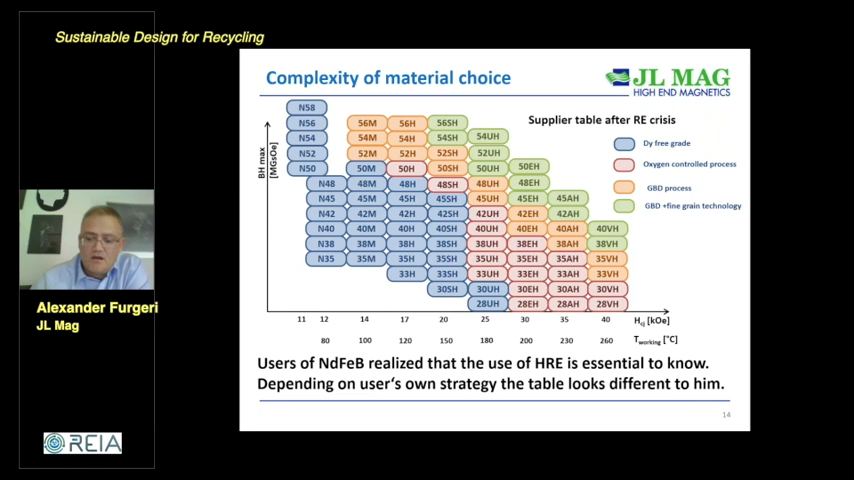 Sustainable Design for Recycling
Complexity of material choice
JL MAG
HIGH END MAGNETICS
Supplier table after RE crisis
Dy free grade
Oxygen controlled process
GBD process
GBD +fine grain technology
BH max
[MGsOe]
N58
N56 56M 56H 56SH
N54 54M 54H 54SH 54UH
N52 52M 52H 52SH 52UH
N50 50M 50H 50SH 50UH 50EH
N48 48M 48H 48SH 48UH 48EH
N45 45M 45H 45SH 45UH 45EH 45AH
N42 42M 42H 42SH 42UH 42EH 42AH
N40 40M 40H 40SH 40UH 40EH 40AH 40VH
N38 38M 38H 38SH 38UH 38EH 38AH 38VH
N35 35M 35H 35SH 35UH 35EH 35AH 35VH
33H 33SH 33UH 33EH 33AH 33VH
30SH 30UH 30EH 30AH 30VH
28UH 28EH 28AH 28VH
11 12 14 17 20 25 30 35 40 Hcj [kOe]
80 100 120 150 180 200 230 260 Tworking [°C]
Users of NdFeB realized that the use of HRE is essential to know.
Depending on user‘s own strategy the table looks different to him.
14
Alexander Furgeri
JL Mag
REIA